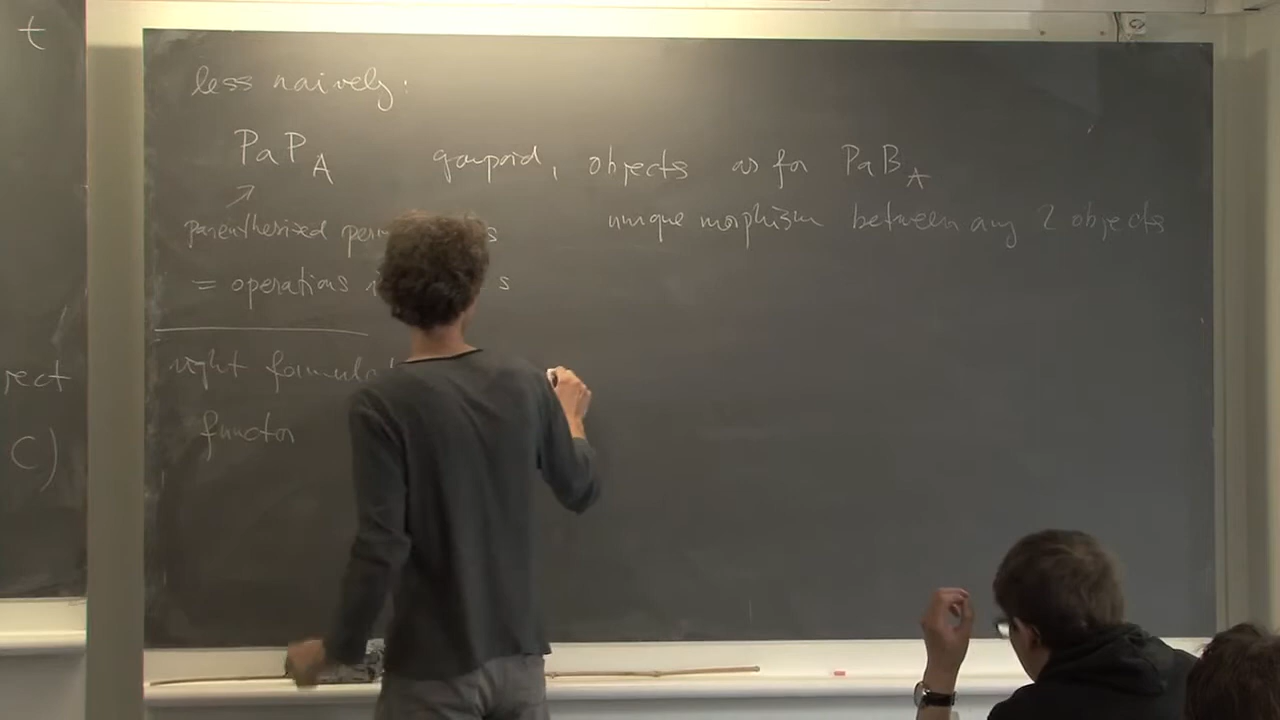 t
rect
C)
less naively:
PaP_A groupoid, objects as for PaB_A
parenthesized perm s unique morphism between any 2 objects
= operations s
right formula
functor